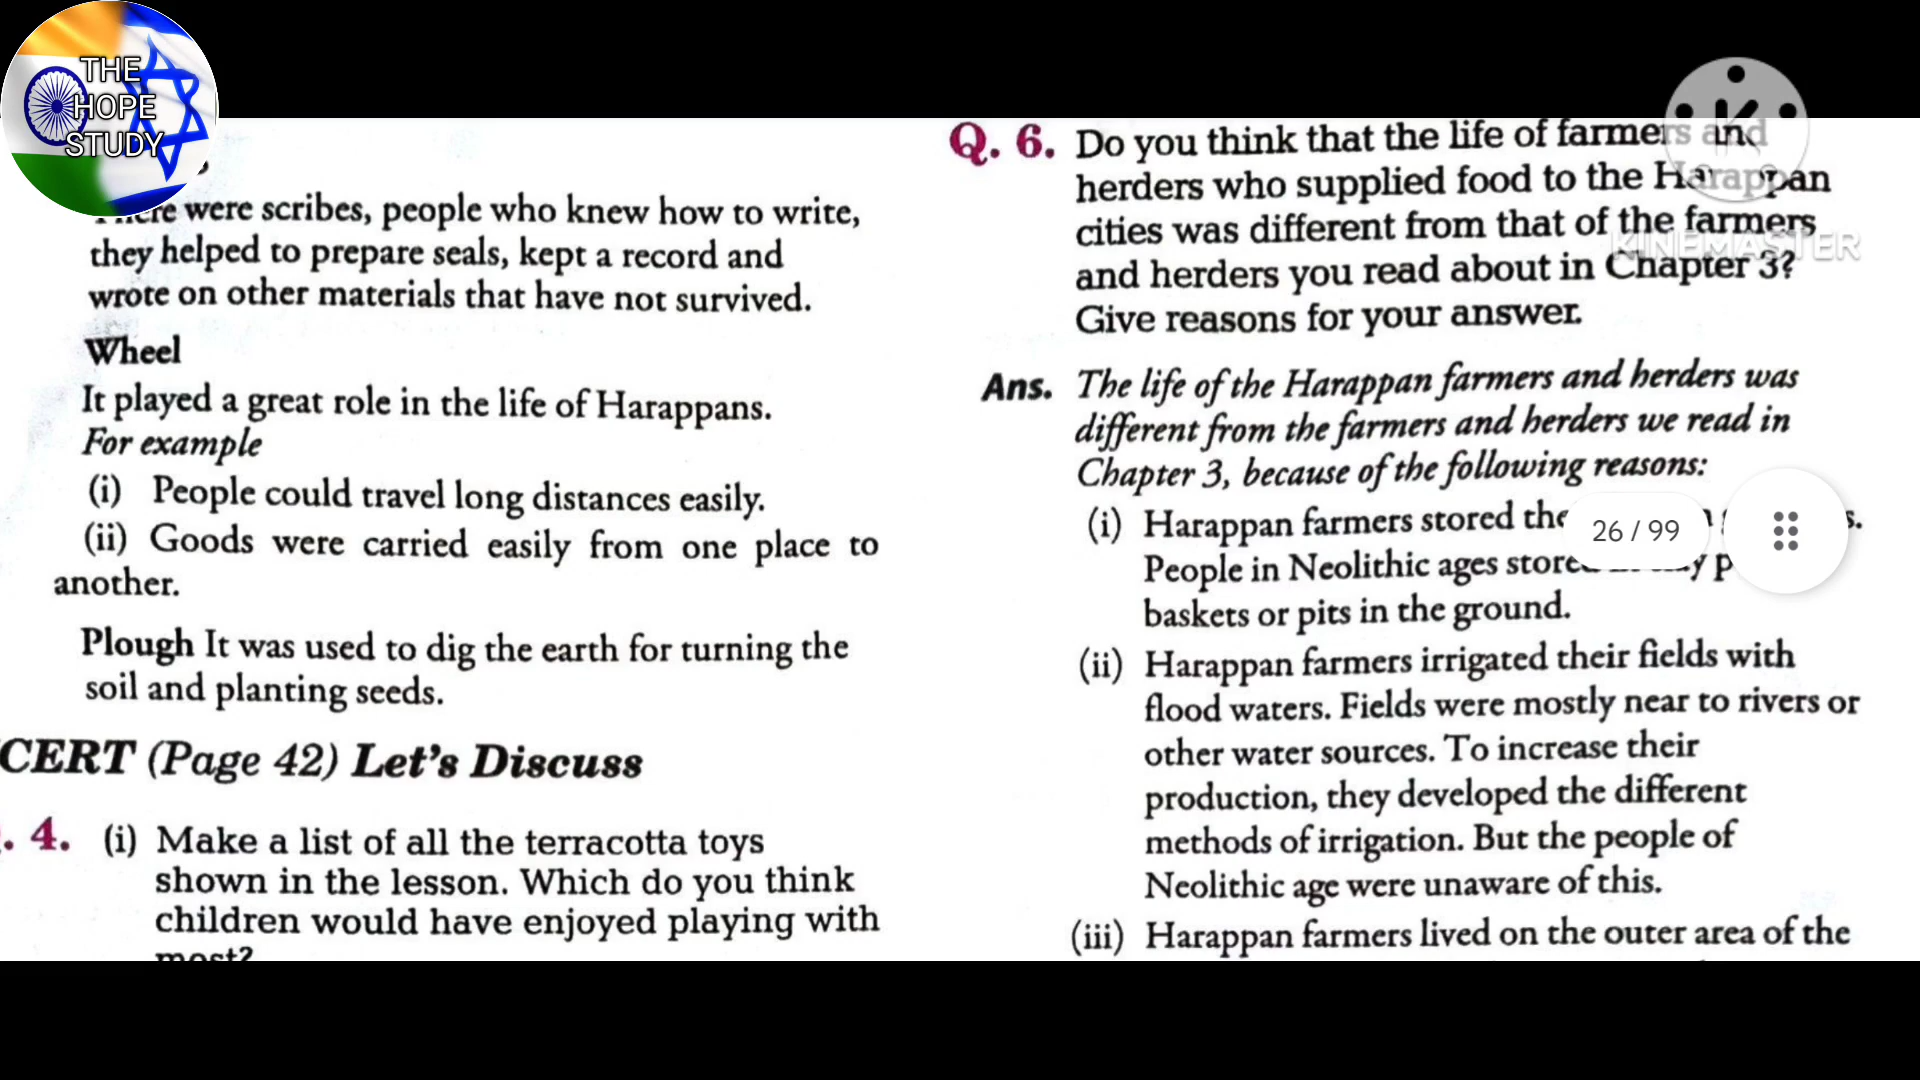 THE
HOPE
STUDY
were scribes, people who knew how to write,
they helped to prepare seals, kept a record and
wrote on other materials that have not survived.
Wheel
It played a great role in the life of Harappans.
For example
(i) People could travel long distances easily.
(ii) Goods were carried easily from one place to
another.
Plough It was used to dig the earth for turning the
soil and planting seeds.
CERT (Page 42) Let's Discuss
. 4. (i) Make a list of all the terracotta toys
shown in the lesson. Which do you think
children would have enjoyed playing with
most?
Q. 6. Do you think that the life of farmers and
herders who supplied food to the Harappan
cities was different from that of the farmers
and herders you read about in Chapter 3?
Give reasons for your answer.
Ans. The life of the Harappan farmers and herders was
different from the farmers and herders we read in
Chapter 3, because of the following reasons:
(i) Harappan farmers stored
People in Neolithic ages
baskets or pits in the ground.
(ii) Harappan farmers irrigated their fields with
flood waters. Fields were mostly near to rivers or
other water sources. To increase their
production, they developed the different
methods of irrigation. But the people of
Neolithic age were unaware of this.
(iii) Harappan farmers lived on the outer area of the
26 / 99
K
KINEMASTER